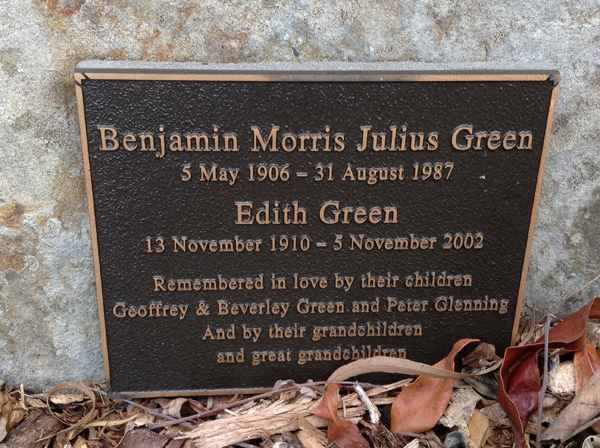 Benjamin Morris Julius Green
5 May 1906 – 31 August 1987
Edith Green
13 November 1910 – 5 November 2002
Remembered in love by their children
Geoffrey & Beverley Green and Peter Glenning
And by their grandchildren
and great grandchildren